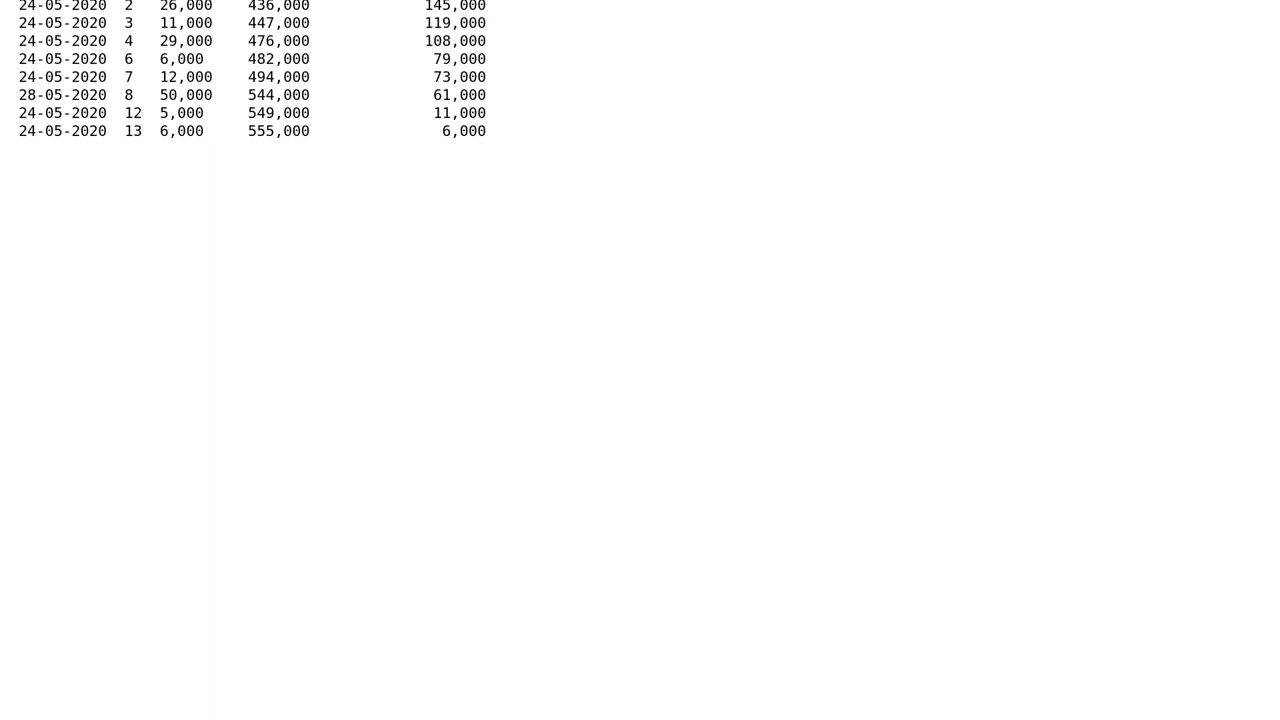 24-05-2020  2   26,000    436,000             145,000
24-05-2020  3   11,000    447,000             119,000
24-05-2020  4   29,000    476,000             108,000
24-05-2020  6   6,000     482,000              79,000
24-05-2020  7   12,000    494,000              73,000
28-05-2020  8   50,000    544,000              61,000
24-05-2020  12  5,000     549,000              11,000
24-05-2020  13  6,000     555,000               6,000